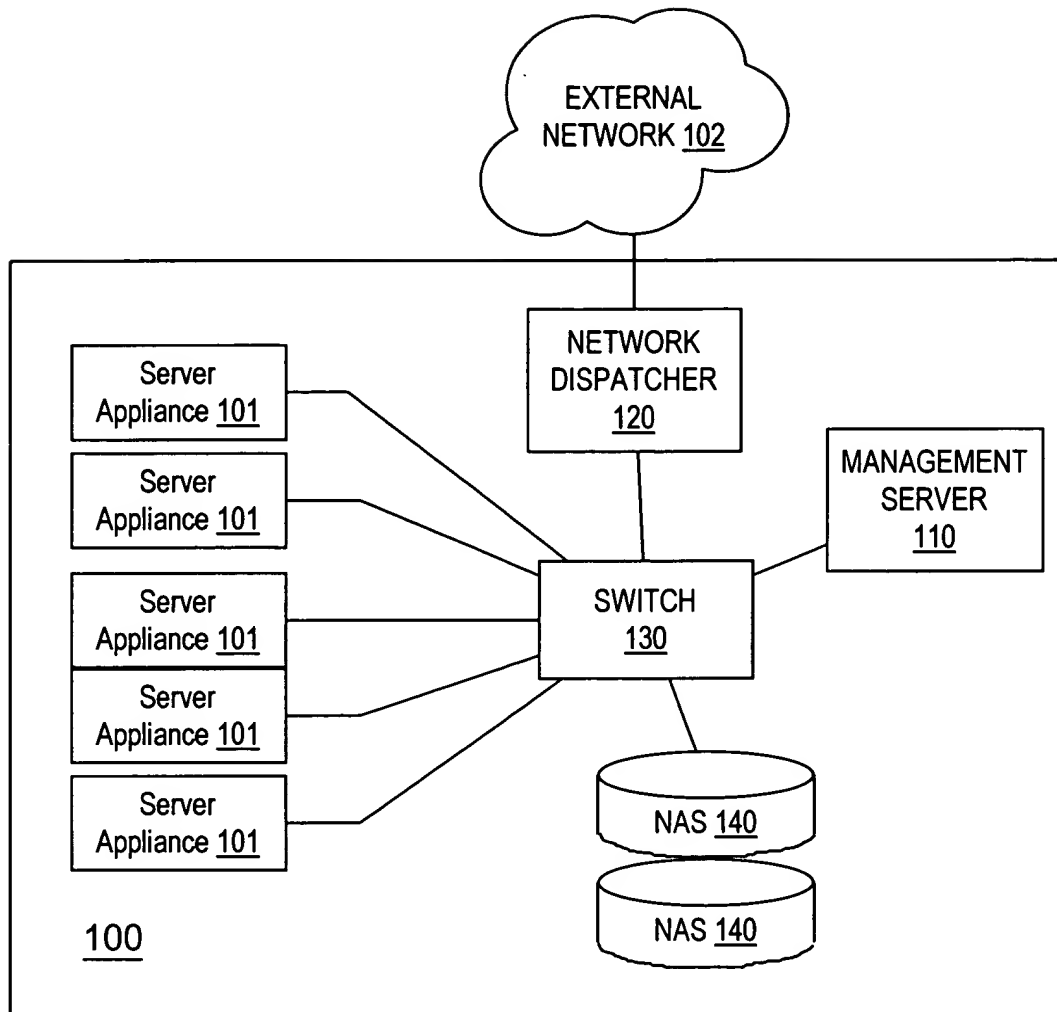 EXTERNAL
NETWORK 102
NETWORK
DISPATCHER
120
Server
Appliance 101
Server
Appliance 101
Server
Appliance 101
Server
Appliance 101
Server
Appliance 101
MANAGEMENT
SERVER
110
SWITCH
130
NAS 140
NAS 140
100